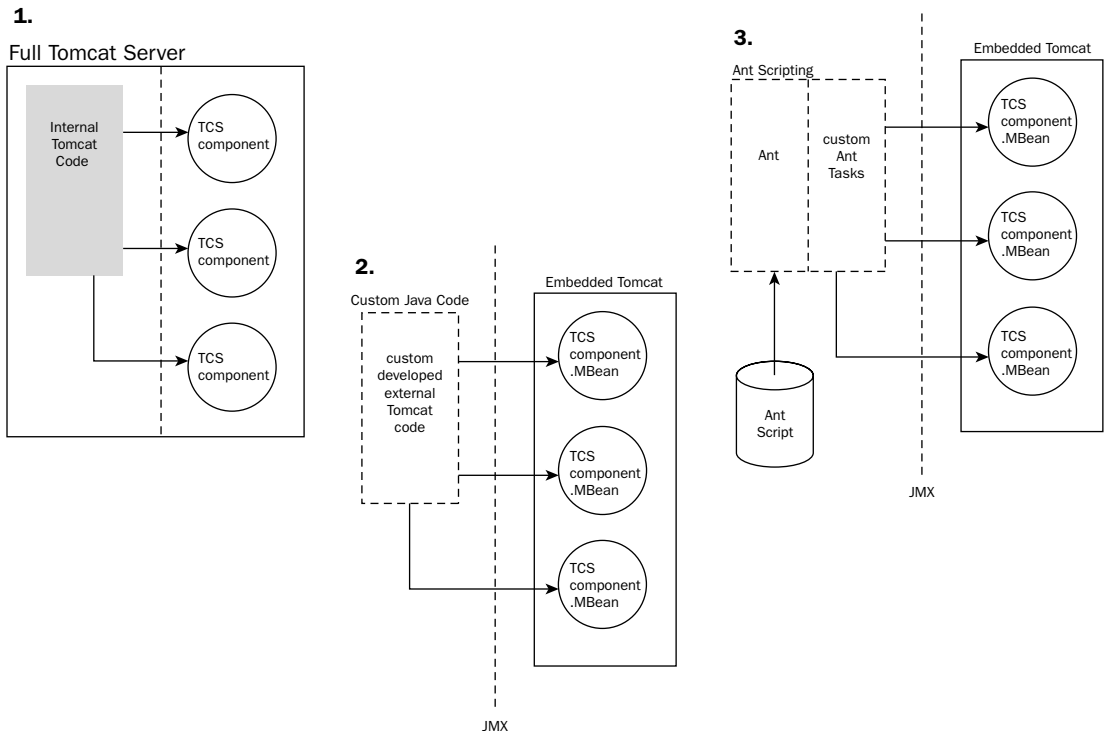 1.
Full Tomcat Server
Internal
Tomcat
Code
TCS
component
TCS
component
TCS
component
2.
Custom Java Code
custom
developed
external
Tomcat
code
Embedded Tomcat
TCS
component
.MBean
TCS
component
.MBean
TCS
component
.MBean
JMX
3.
Ant Scripting
Ant
custom
Ant
Tasks
Ant
Script
Embedded Tomcat
TCS
component
.MBean
TCS
component
.MBean
TCS
component
.MBean
JMX